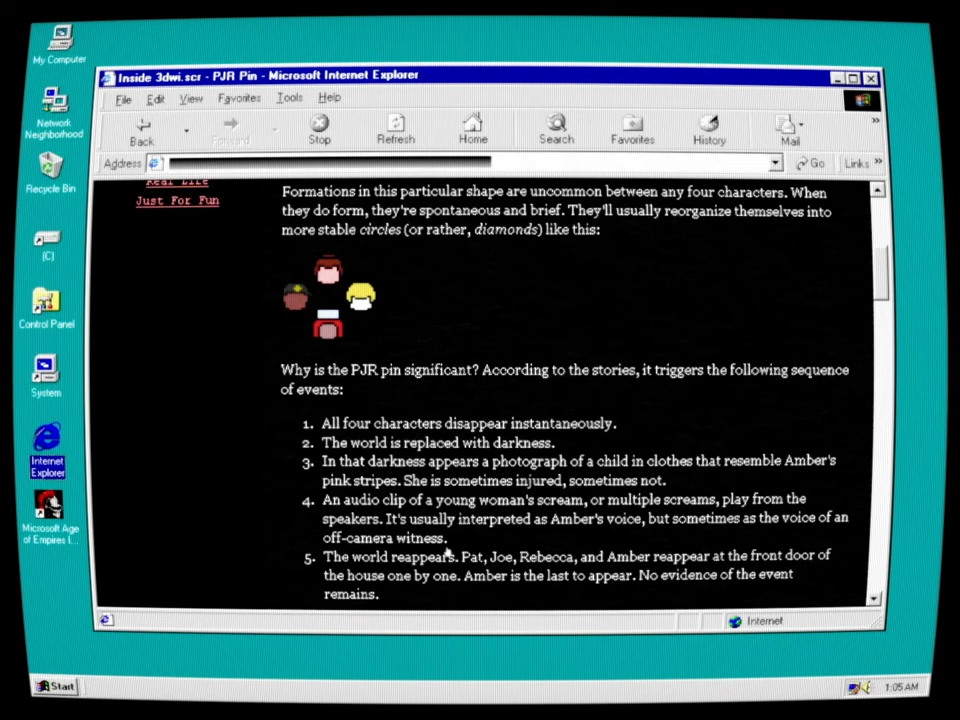 My Computer
Network
Neighborhood
Recycle Bin
(C)
Control Panel
System
Internet
Explorer
Microsoft Age
of Empires I...
Inside 3dwi.scr - PJR Pin - Microsoft Internet Explorer
File Edit View Favorites Tools Help
Back Forward Stop Refresh Home Search Favorites History Mail »
Address Go Links »
Real Life
Just For Fun
Formations in this particular shape are uncommon between any four characters. When
they do form, they're spontaneous and brief. They'll usually reorganize themselves into
more stable circles (or rather, diamonds) like this:
Why is the PJR pin significant? According to the stories, it triggers the following sequence
of events:
1. All four characters disappear instantaneously.
2. The world is replaced with darkness.
3. In that darkness appears a photograph of a child in clothes that resemble Amber's
pink stripes. She is sometimes injured, sometimes not.
4. An audio clip of a young woman's scream, or multiple screams, play from the
speakers. It's usually interpreted as Amber's voice, but sometimes as the voice of an
off-camera witness.
5. The world reappears. Pat, Joe, Rebecca, and Amber reappear at the front door of
the house one by one. Amber is the last to appear. No evidence of the event
remains.
Internet
Start
1:05 AM